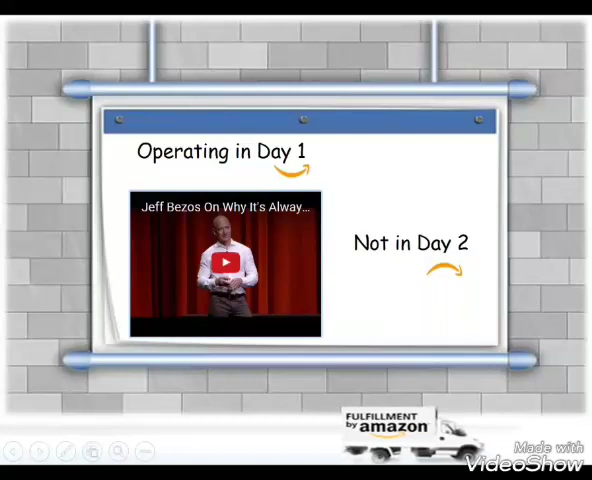 Operating in Day 1
Jeff Bezos On Why It's Alway...
Not in Day 2
FULFILLMENT
by amazon
Made with
VideoShow